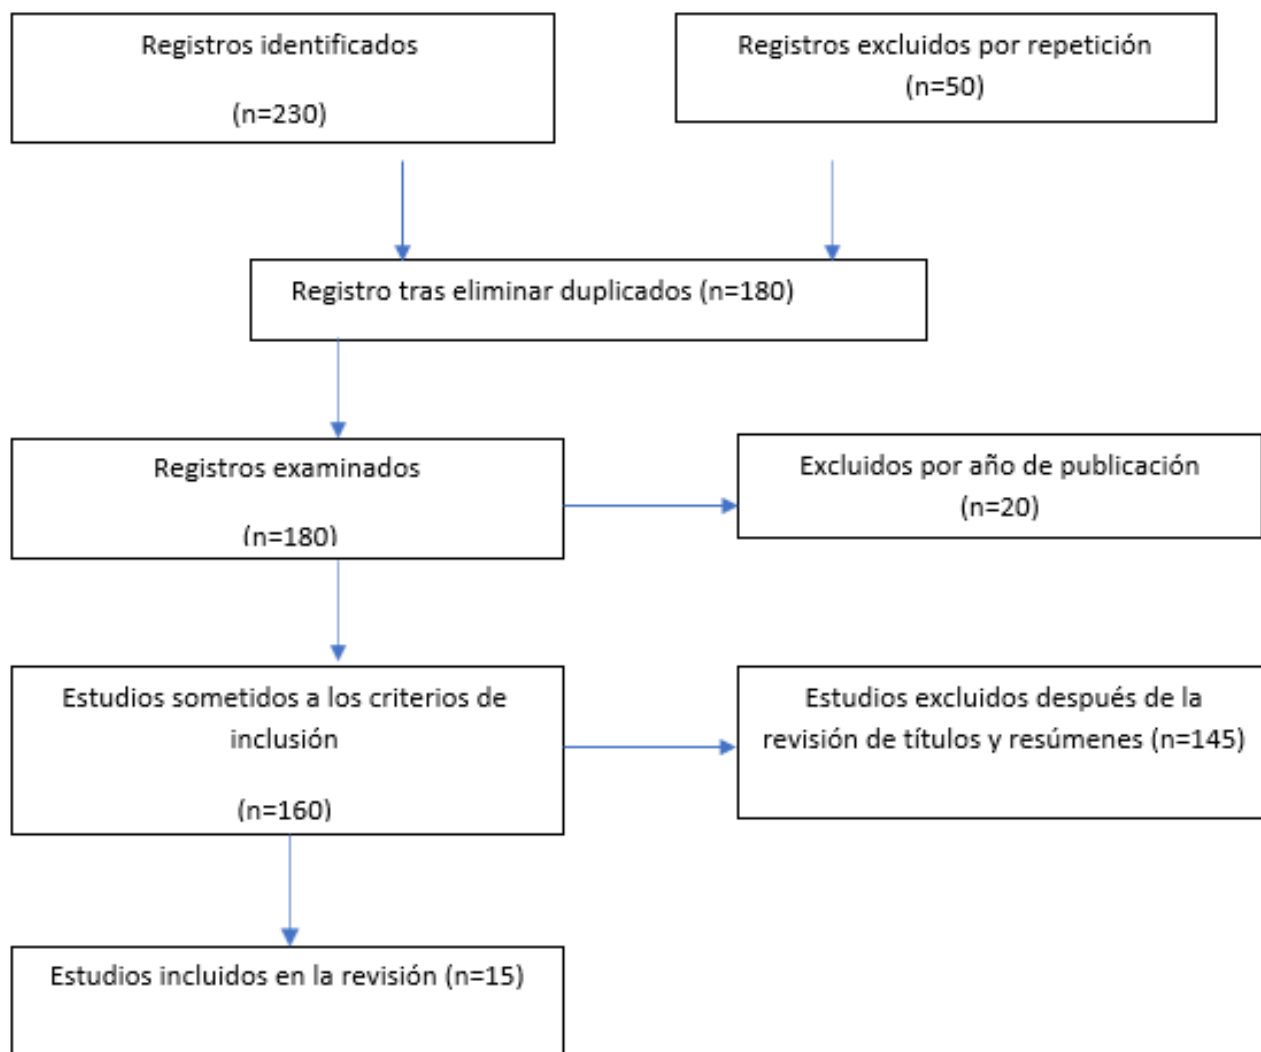 Registros identificados
(n=230)
Registros excluidos por repetición
(n=50)
Registro tras eliminar duplicados (n=180)
Registros examinados
(n=180)
Excluidos por año de publicación
(n=20)
Estudios sometidos a los criterios de
inclusión
(n=160)
Estudios excluidos después de la
revisión de títulos y resúmenes (n=145)
Estudios incluidos en la revisión (n=15)